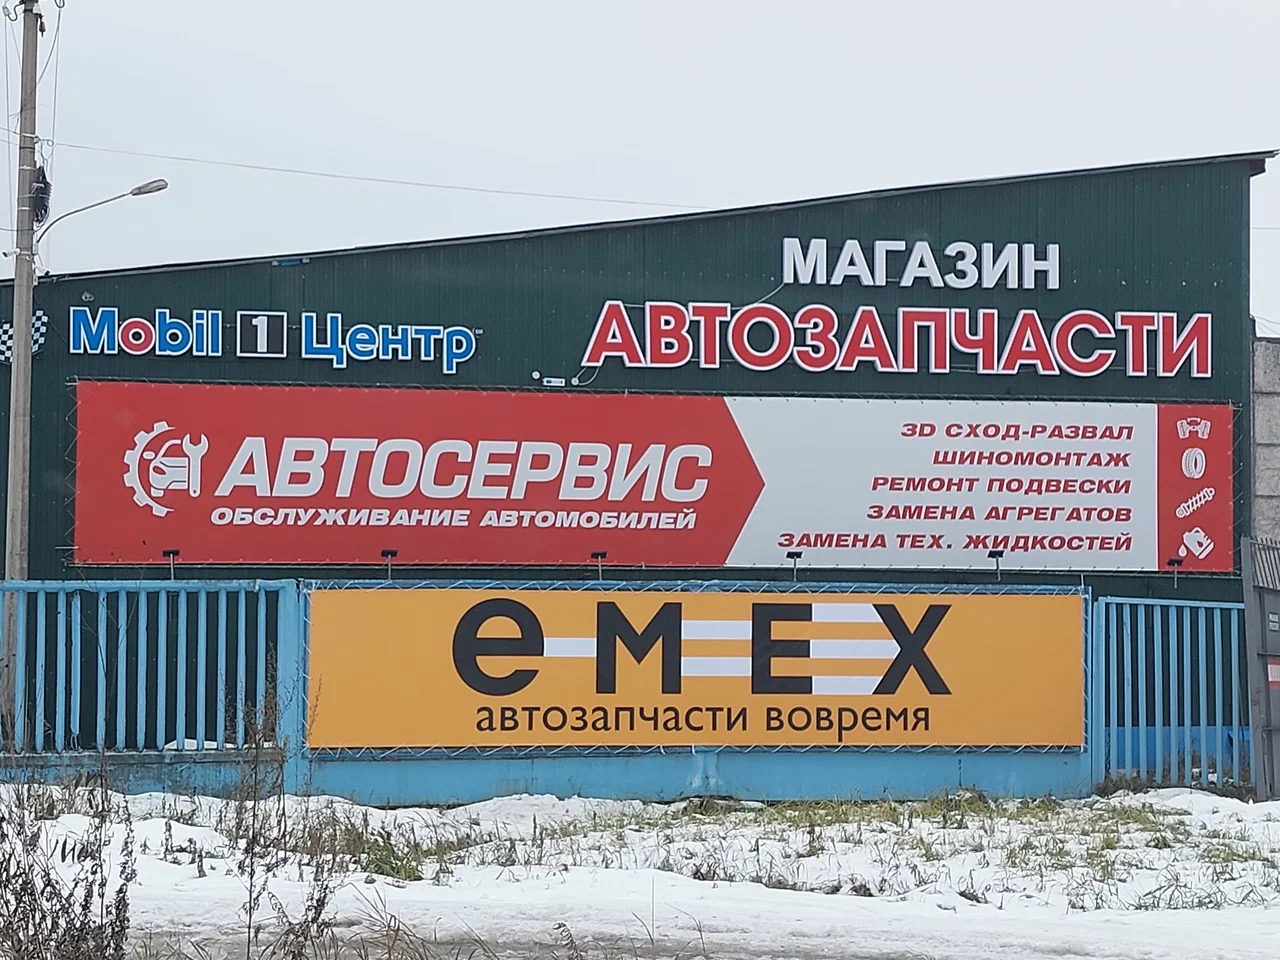 МАГАЗИН
Mobil 1 Центр
АВТОЗАПЧАСТИ
АВТОСЕРВИС
ОБСЛУЖИВАНИЕ АВТОМОБИЛЕЙ
3D СХОД-РАЗВАЛ
ШИНОМОНТАЖ
РЕМОНТ ПОДВЕСКИ
ЗАМЕНА АГРЕГАТОВ
ЗАМЕНА ТЕХ. ЖИДКОСТЕЙ
eMEX
автозапчасти вовремя